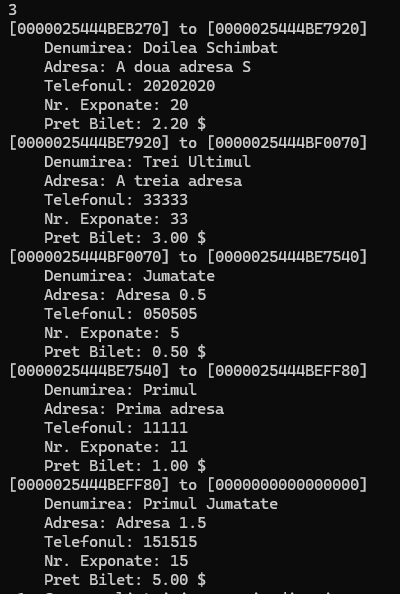 3
[0000025444BEB270] to [0000025444BE7920]
Denumirea: Doilea Schimbat
Adresa: A doua adresa S
Telefonul: 20202020
Nr. Exponate: 20
Pret Bilet: 2.20 $
[0000025444BE7920] to [0000025444BF0070]
Denumirea: Trei Ultimul
Adresa: A treia adresa
Telefonul: 33333
Nr. Exponate: 33
Pret Bilet: 3.00 $
[0000025444BF0070] to [0000025444BE7540]
Denumirea: Jumatate
Adresa: Adresa 0.5
Telefonul: 050505
Nr. Exponate: 5
Pret Bilet: 0.50 $
[0000025444BE7540] to [0000025444BEFF80]
Denumirea: Primul
Adresa: Prima adresa
Telefonul: 11111
Nr. Exponate: 11
Pret Bilet: 1.00 $
[0000025444BEFF80] to [0000000000000000]
Denumirea: Primul Jumatate
Adresa: Adresa 1.5
Telefonul: 151515
Nr. Exponate: 15
Pret Bilet: 5.00 $